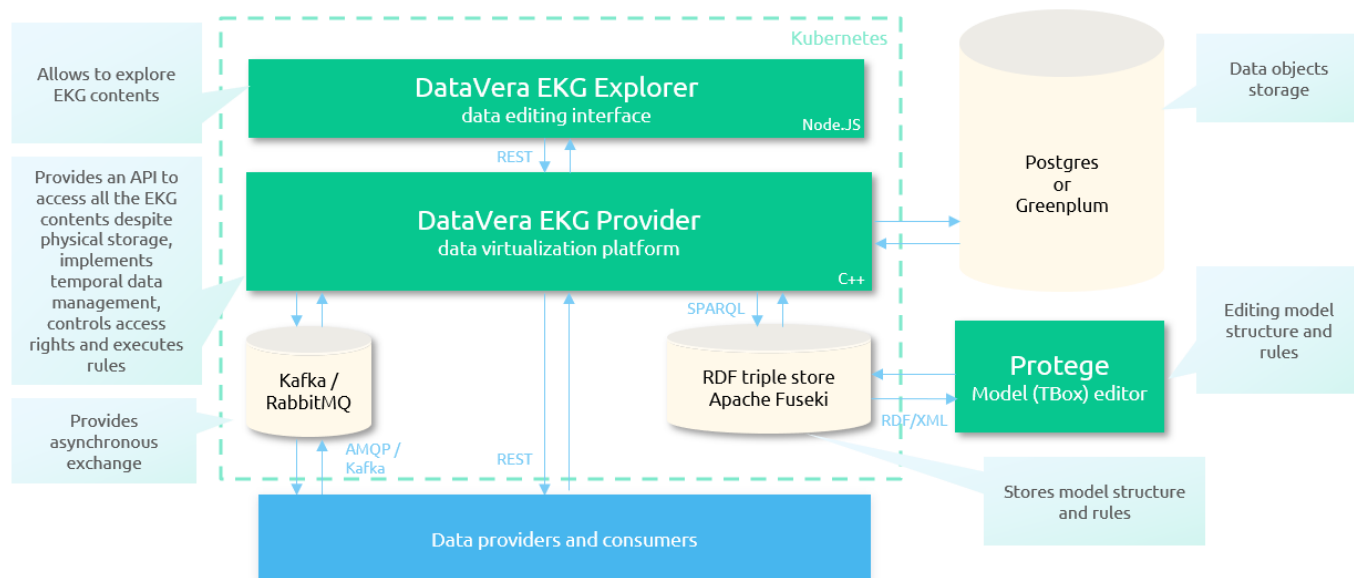 Kubernetes
Allows to explore
EKG contents
DataVera EKG Explorer
data editing interface
Node.JS
Data objects
storage
REST
Provides an API to
access all the EKG
contents despite
physical storage,
implements
temporal data
management,
controls access
rights and executes
rules
DataVera EKG Provider
data virtualization platform
C++
Postgres
or
Greenplum
SPARQL
Editing model
structure and
rules
Kafka /
RabbitMQ
RDF triple store
Apache Fuseki
Protege
Model (TBox) editor
RDF/XML
Provides
asynchronous
exchange
AMQP /
Kafka
REST
Stores model structure
and rules
Data providers and consumers